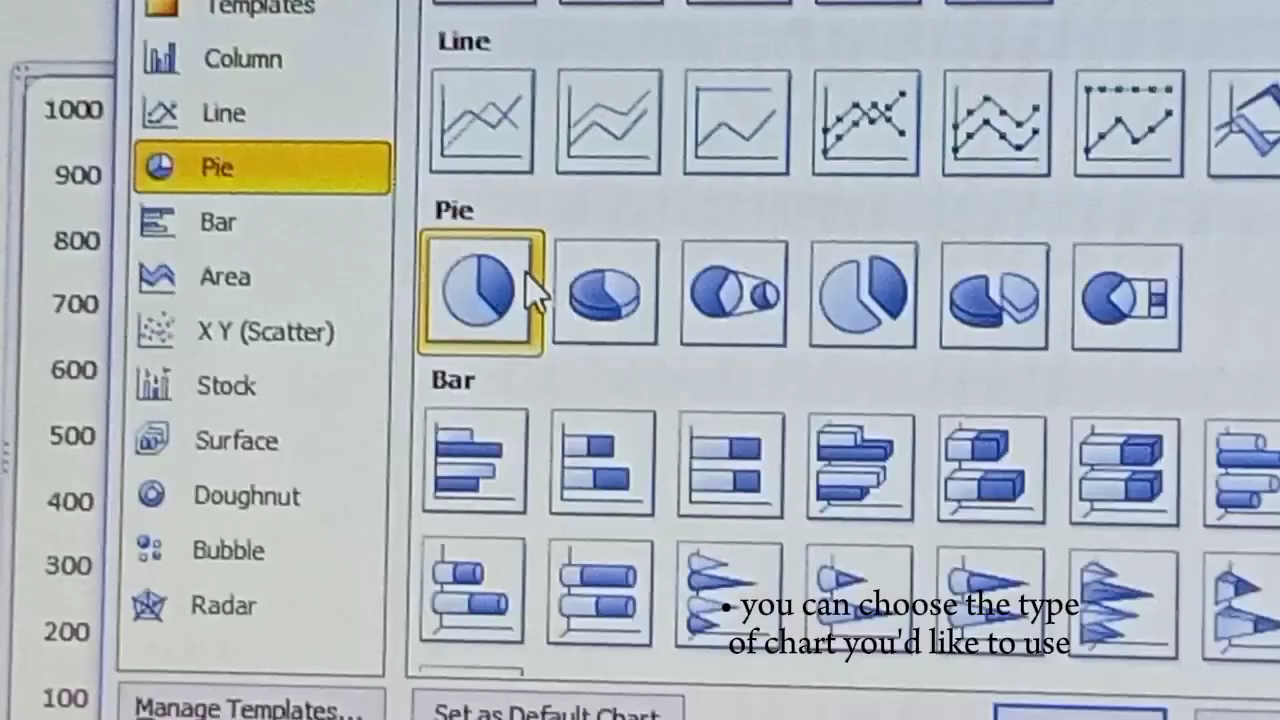 Templates
Column
Line
Pie
Bar
Area
X Y (Scatter)
Stock
Surface
Doughnut
Bubble
Radar
Manage Templates...
Line
Pie
Bar
Set as Default Chart
1000
900
800
700
600
500
400
300
200
100
• you can choose the type
of chart you'd like to use